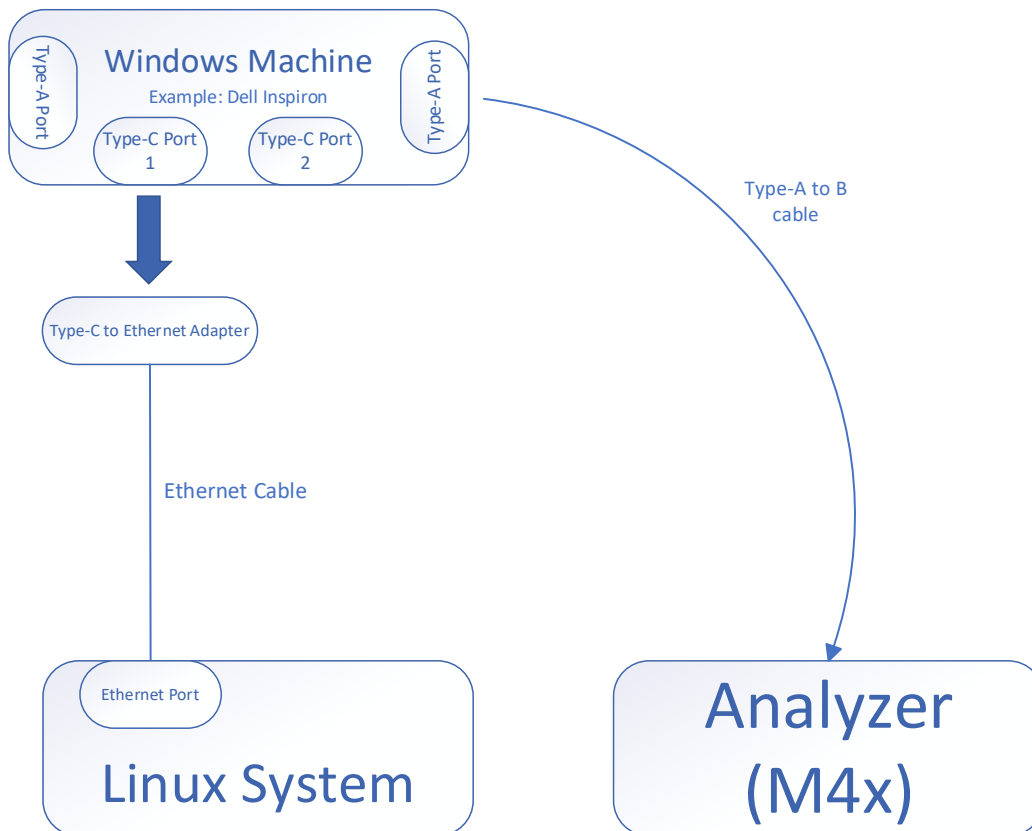 Windows Machine
Example: Dell Inspiron
Type-A Port
Type-A Port
Type-C Port
1
Type-C Port
2
Type-A to B
cable
Type-C to Ethernet Adapter
Ethernet Cable
Ethernet Port
Linux System
Analyzer
(M4x)